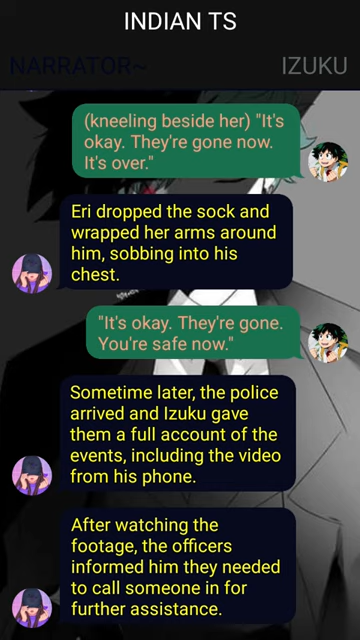 INDIAN TS
NARRATOR~
IZUKU
(kneeling beside her) "It's
okay. They're gone now.
It's over."
Eri dropped the sock and
wrapped her arms around
him, sobbing into his
chest.
"It's okay. They're gone.
You're safe now."
Sometime later, the police
arrived and Izuku gave
them a full account of the
events, including the video
from his phone.
After watching the
footage, the officers
informed him they needed
to call someone in for
further assistance.